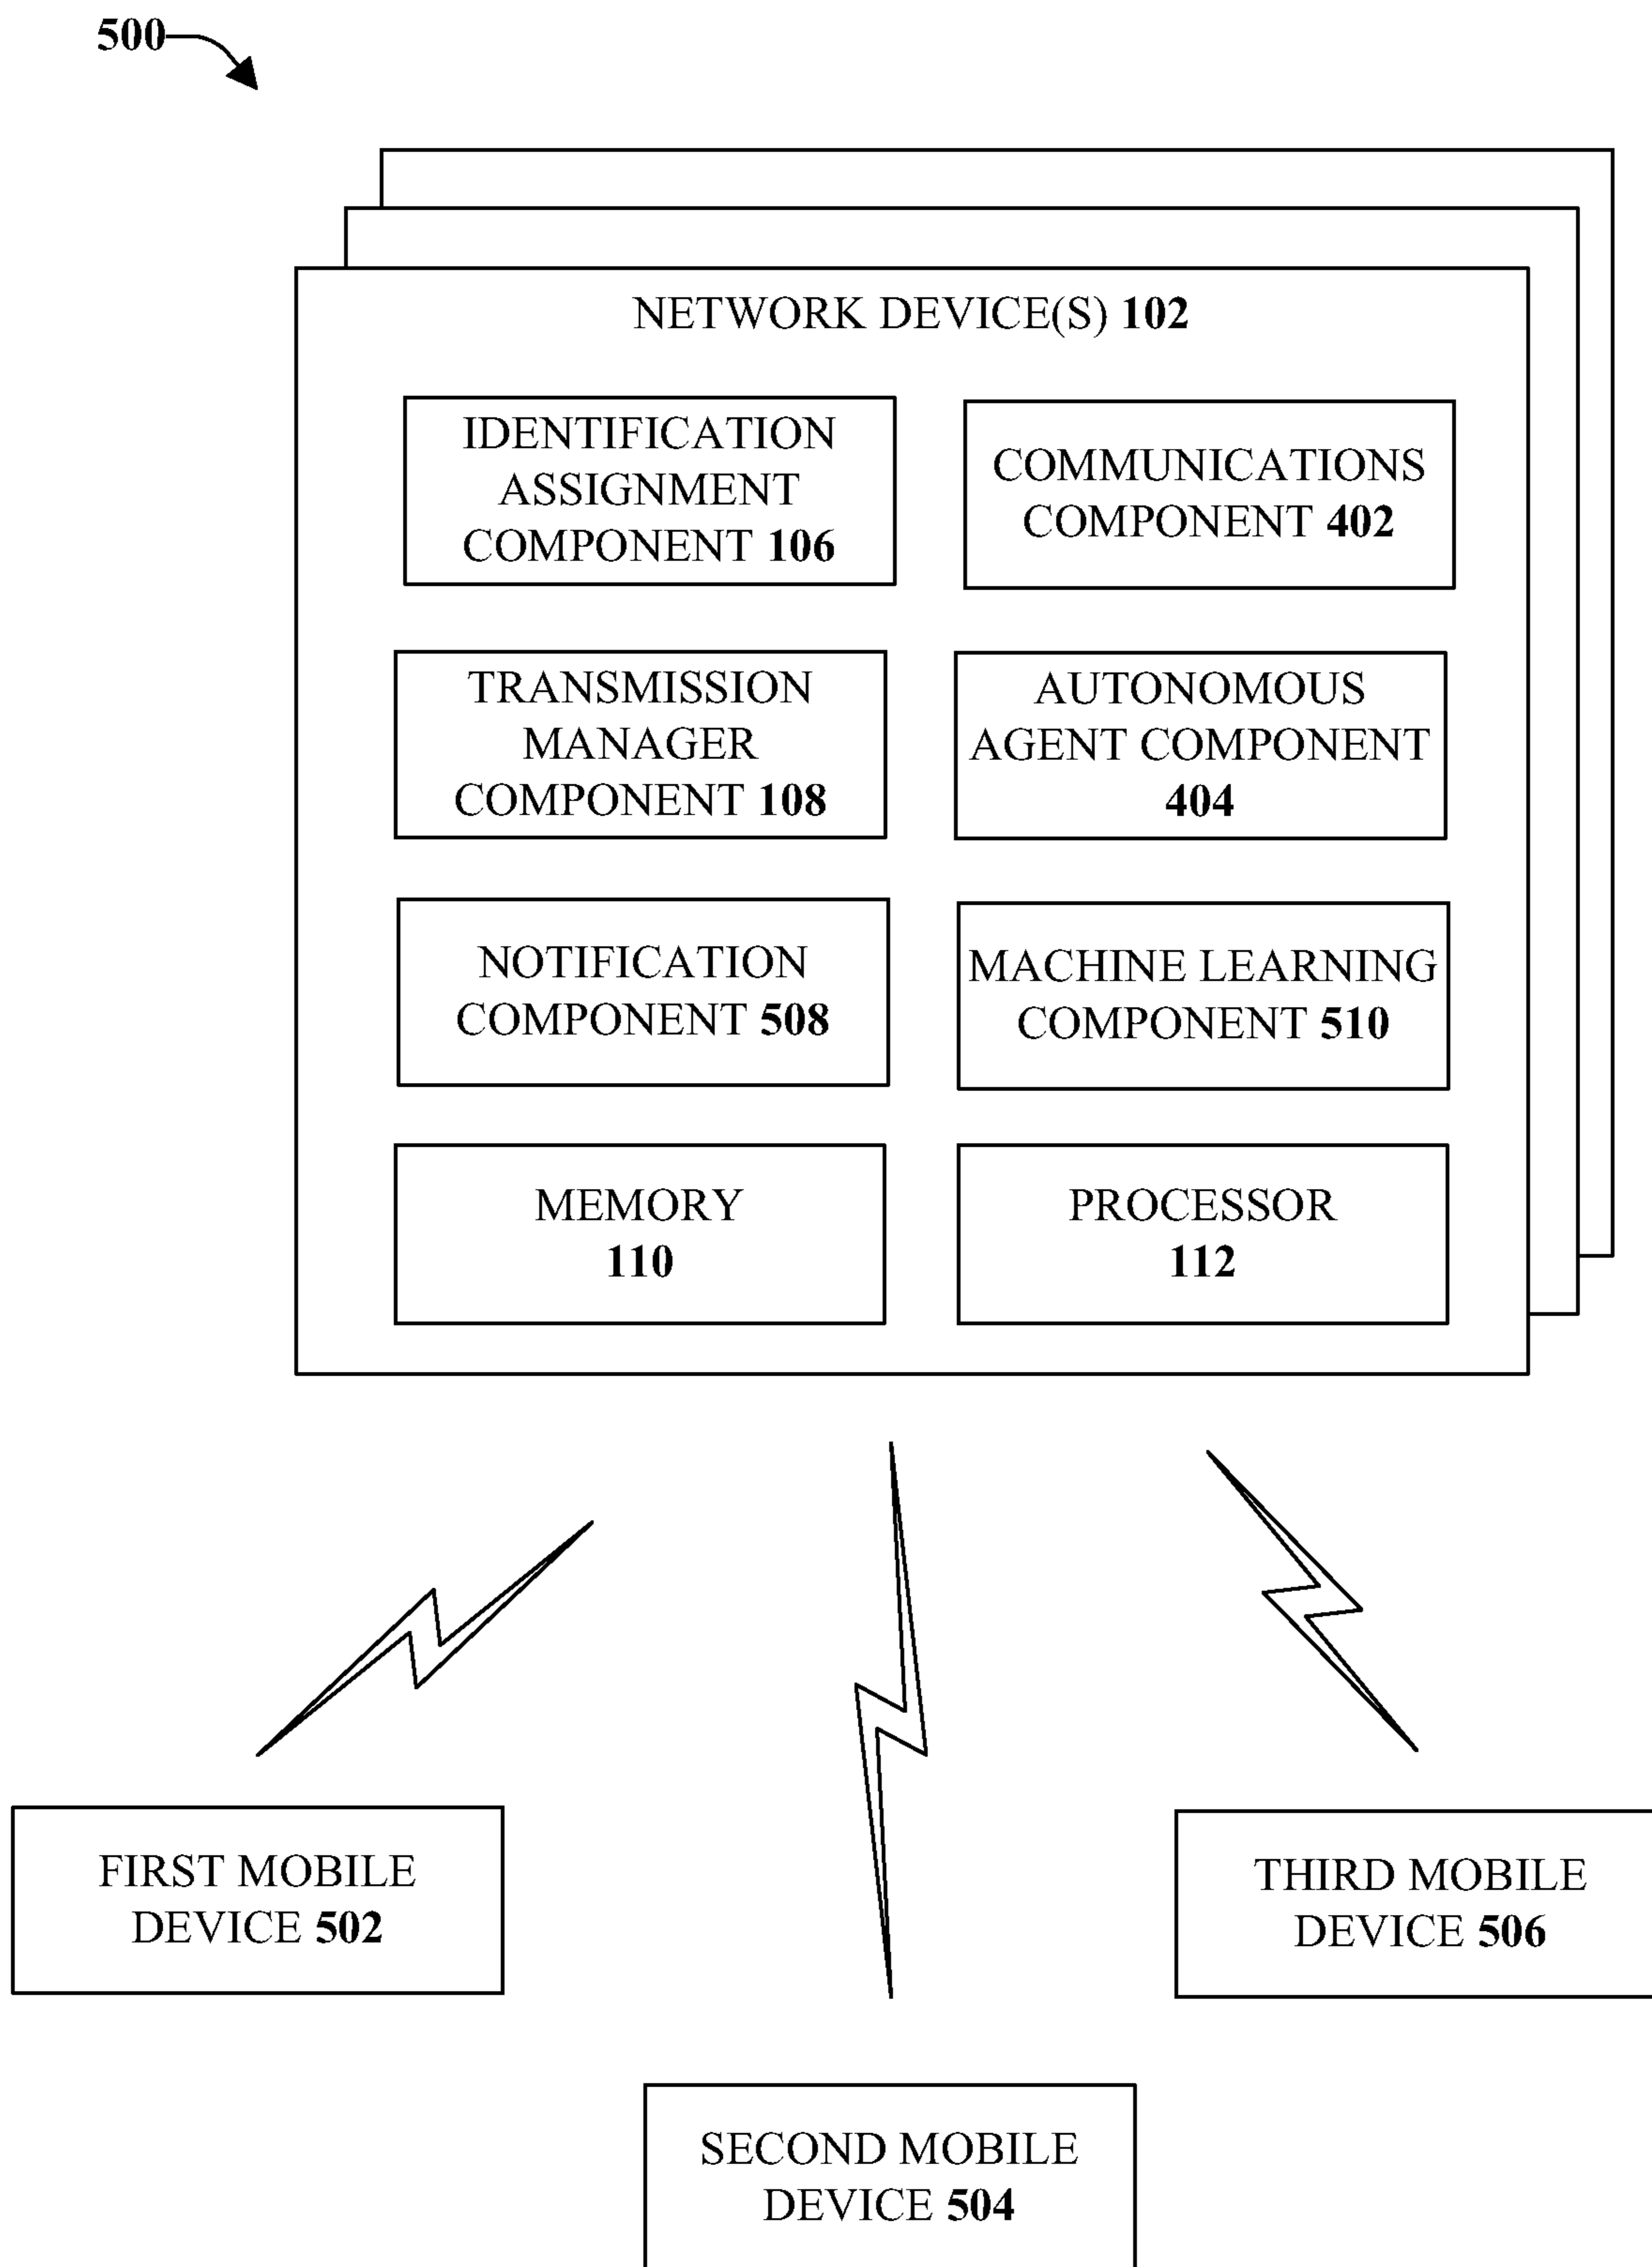 500
NETWORK DEVICE(S) 102
IDENTIFICATION
ASSIGNMENT
COMPONENT 106
COMMUNICATIONS
COMPONENT 402
TRANSMISSION
MANAGER
COMPONENT 108
AUTONOMOUS
AGENT COMPONENT
404
NOTIFICATION
COMPONENT 508
MACHINE LEARNING
COMPONENT 510
MEMORY
110
PROCESSOR
112
FIRST MOBILE
DEVICE 502
THIRD MOBILE
DEVICE 506
SECOND MOBILE
DEVICE 504